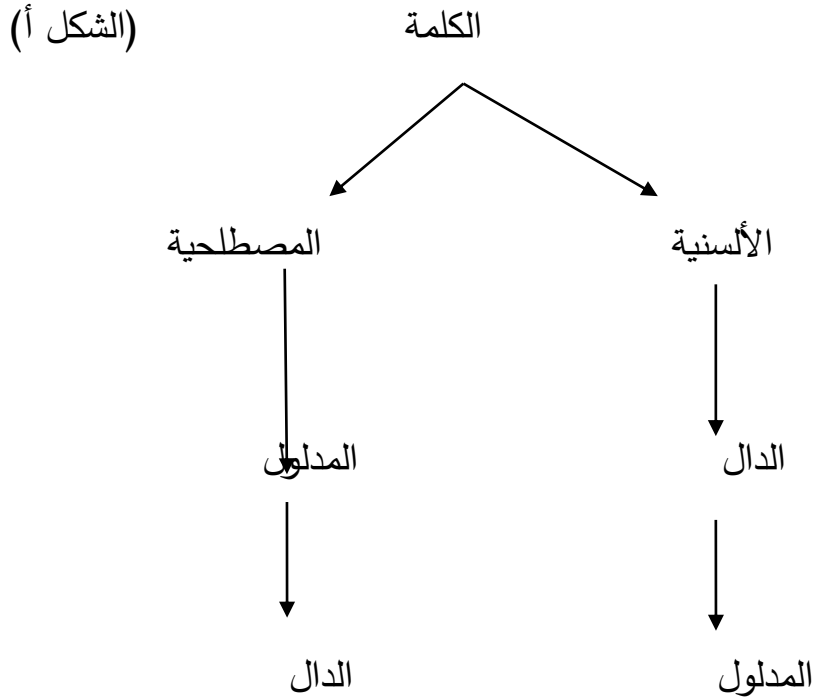 الكلمة (الشكل أ)
الألسنية المصطلحية
الدال المدلول
المدلول الدال